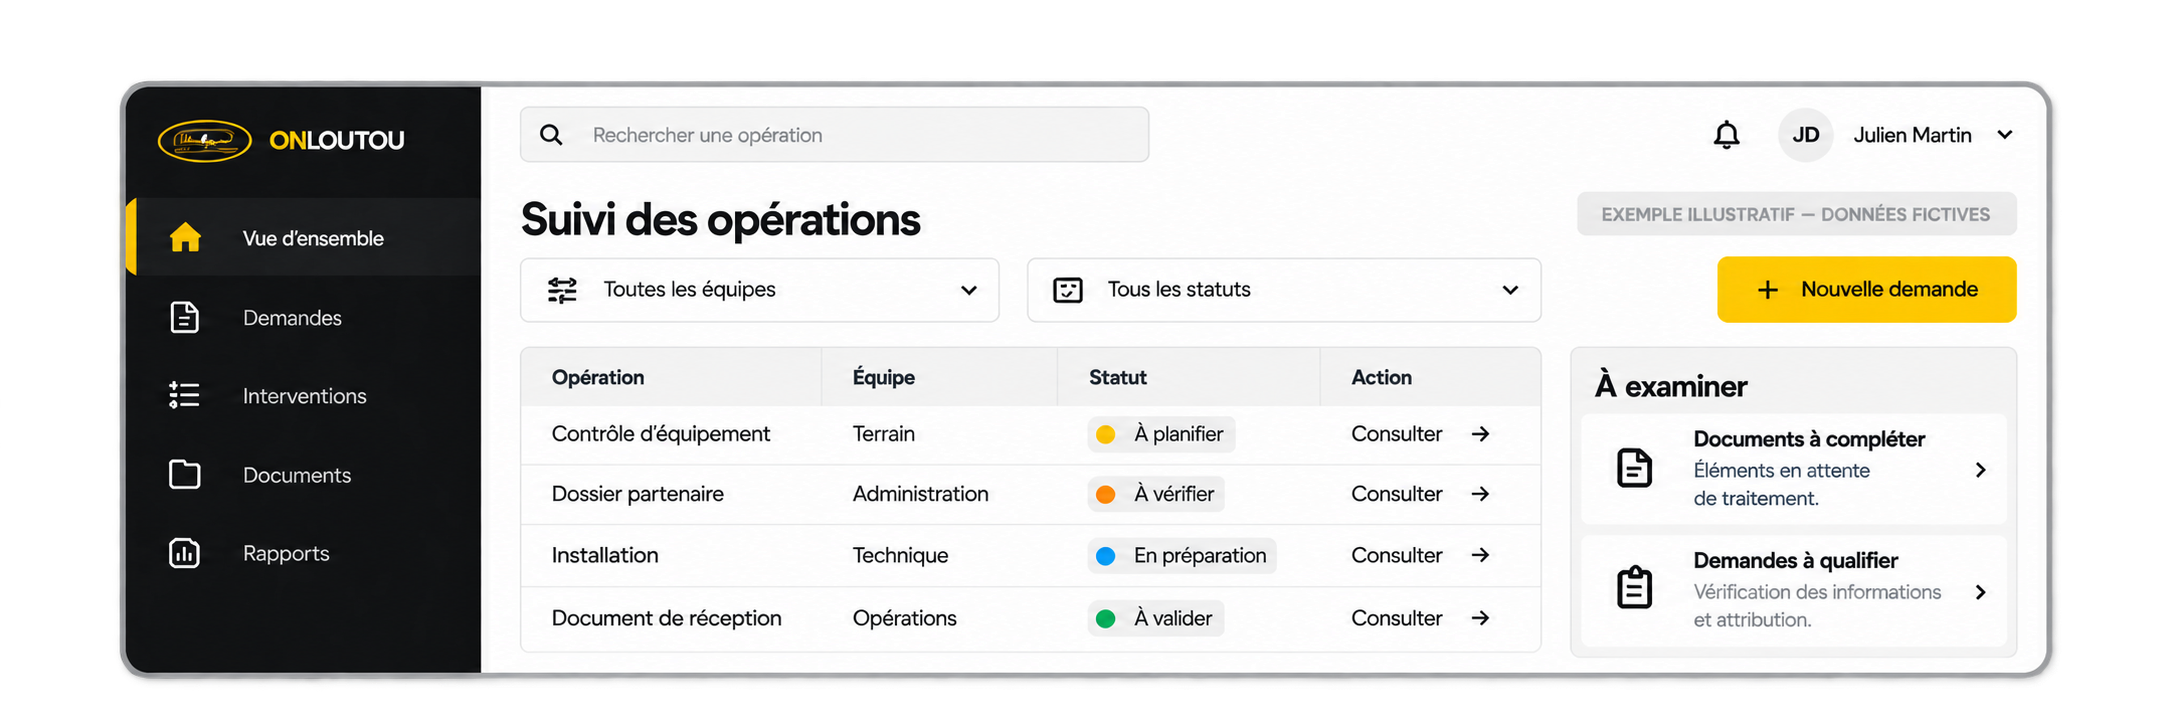 ONLOUTOU
Rechercher une opération
JD
Julien Martin
Vue d'ensemble
Demandes
Interventions
Documents
Rapports
Suivi des opérations
EXEMPLE ILLUSTRATIF — DONNÉES FICTIVES
Toutes les équipes
Tous les statuts
+ Nouvelle demande
Opération Équipe Statut Action
Contrôle d'équipement Terrain À planifier Consulter →
Dossier partenaire Administration À vérifier Consulter →
Installation Technique En préparation Consulter →
Document de réception Opérations À valider Consulter →
À examiner
Documents à compléter
Éléments en attente
de traitement.
Demandes à qualifier
Vérification des informations
et attribution.